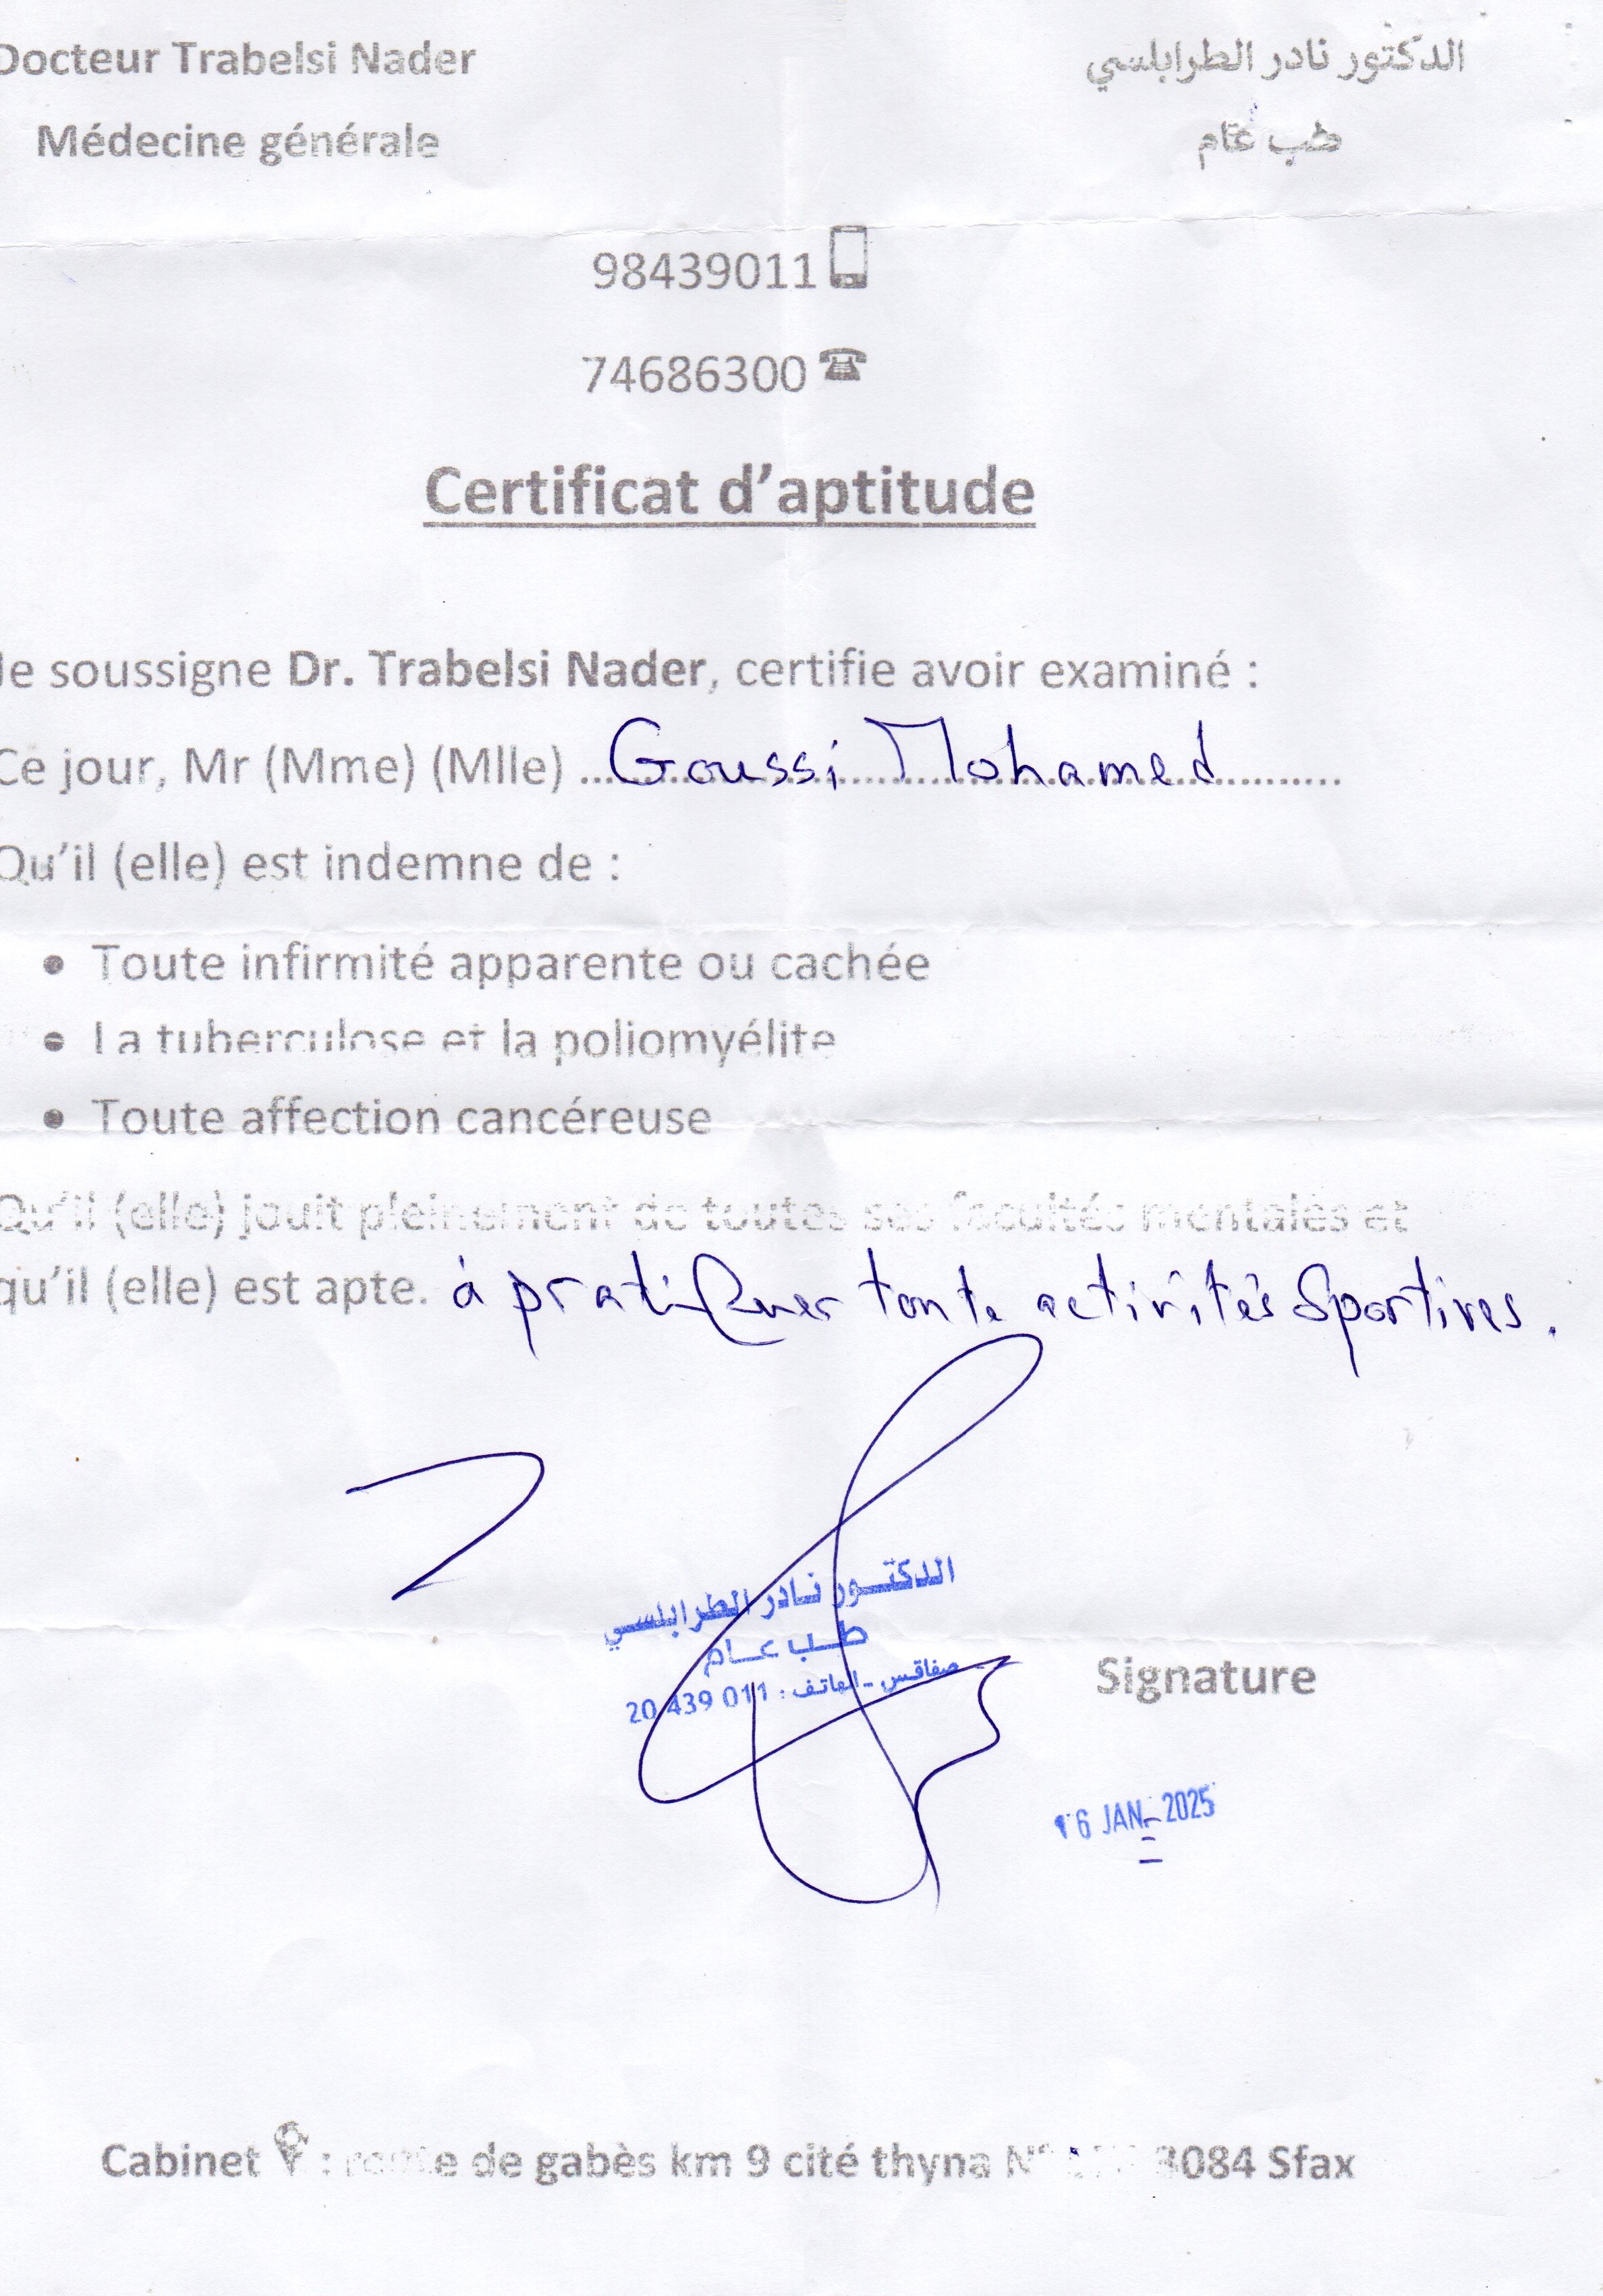 Docteur Trabelsi Nader
الدكتور نادر الطرابلسي
Médecine générale
طب عام
98439011
74686300
Certificat d’aptitude
Je soussigne Dr. Trabelsi Nader, certifie avoir examiné :
Ce jour, Mr (Mme) (Mlle) Goussi Mohamed
Qu’il (elle) est indemne de :
• Toute infirmité apparente ou cachée
• La tuberculose et la poliomyélite
• Toute affection cancéreuse
Qu’il (elle) jouit pleinement de toutes ses facultés mentales et
qu’il (elle) est apte. à pratiquer toute activités Sportives.
الدكتور نادر الطرابلسي
طب عام
صفاقس - الهاتف : 20 439 011
Signature
16 JAN. 2025
Cabinet : route de gabès km 9 cité thyna N° 3084 Sfax